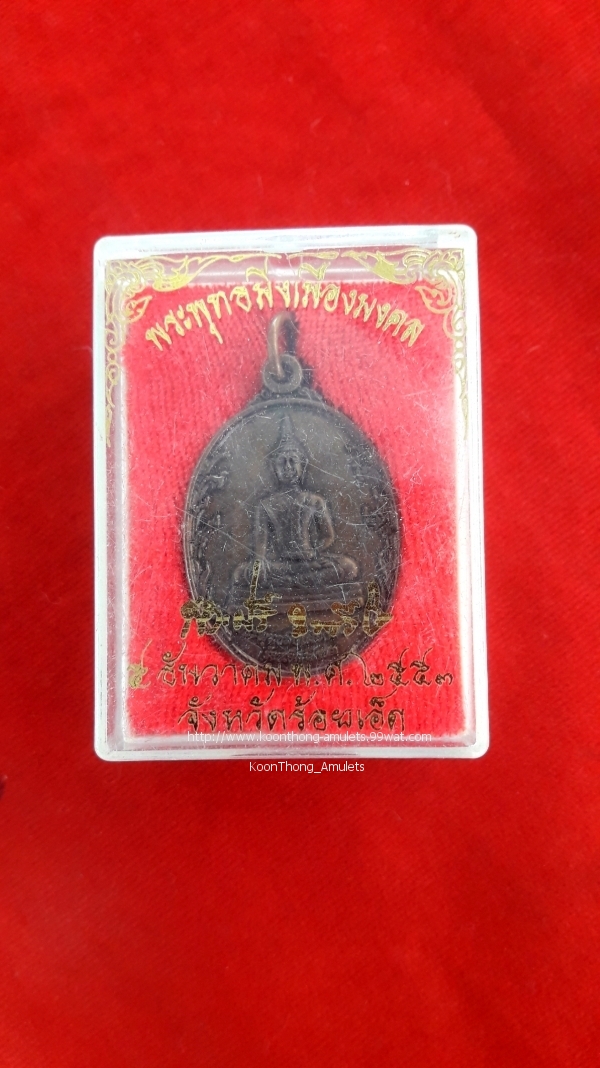 พระพุทธมิ่งเมืองมงคล
๕ ธันวาคม พ.ศ. ๒๕๕๓
จังหวัดร้อยเอ็ด
http://www.koonthong-amulets.99wat.com
KoonThong_Amulets